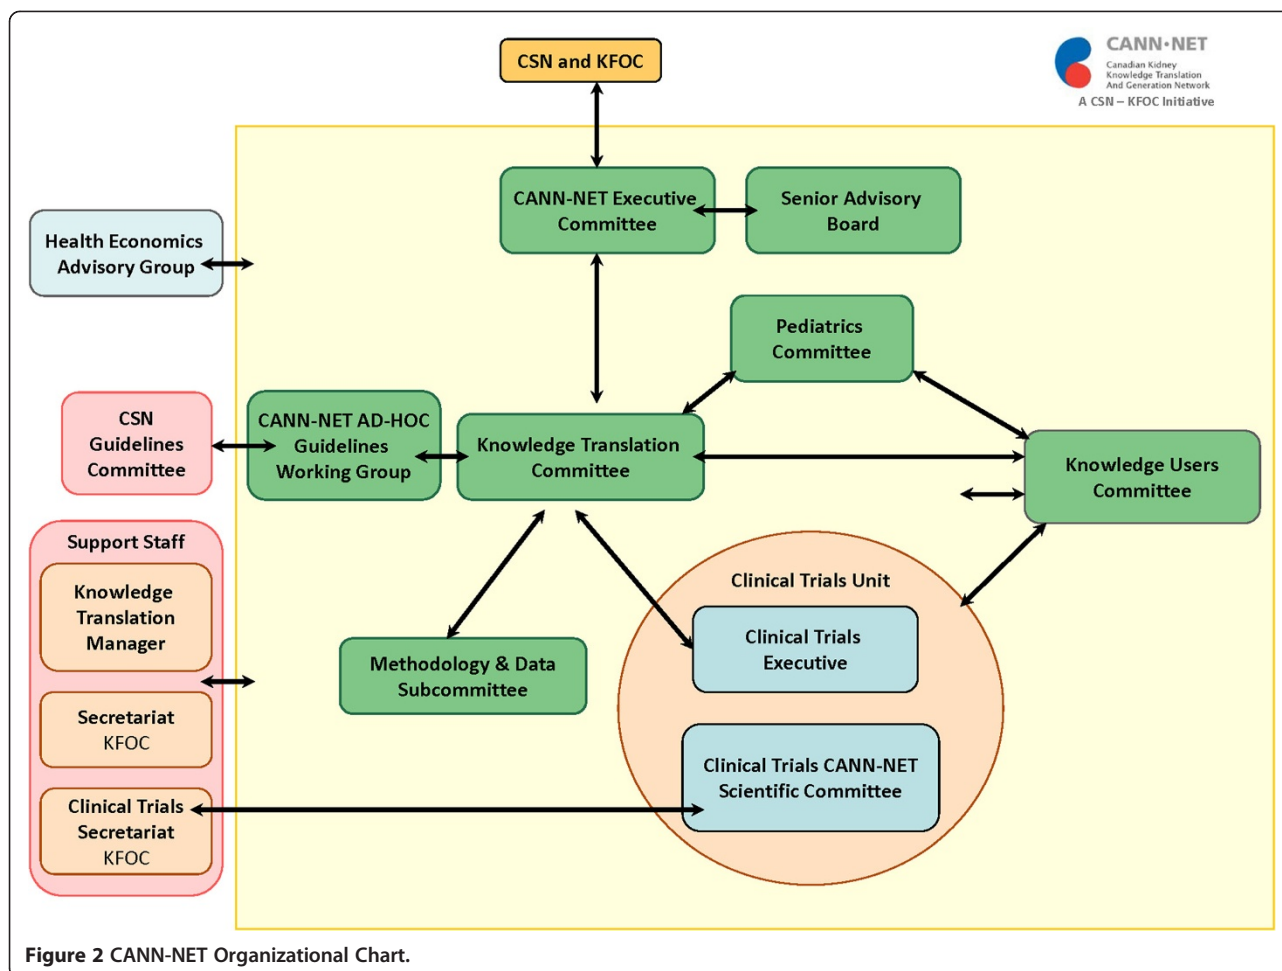 CSN and KFOC
CANN•NET
Canadian Kidney
Knowledge Translation
And Generation Network
A CSN – KFOC Initiative
CANN-NET Executive
Committee
Senior Advisory
Board
Health Economics
Advisory Group
Pediatrics
Committee
CSN
Guidelines
Committee
CANN-NET AD-HOC
Guidelines
Working Group
Knowledge Translation
Committee
Knowledge Users
Committee
Support Staff
Knowledge
Translation
Manager
Secretariat
KFOC
Clinical Trials
Secretariat
KFOC
Methodology & Data
Subcommittee
Clinical Trials Unit
Clinical Trials
Executive
Clinical Trials CANN-NET
Scientific Committee
Figure 2 CANN-NET Organizational Chart.